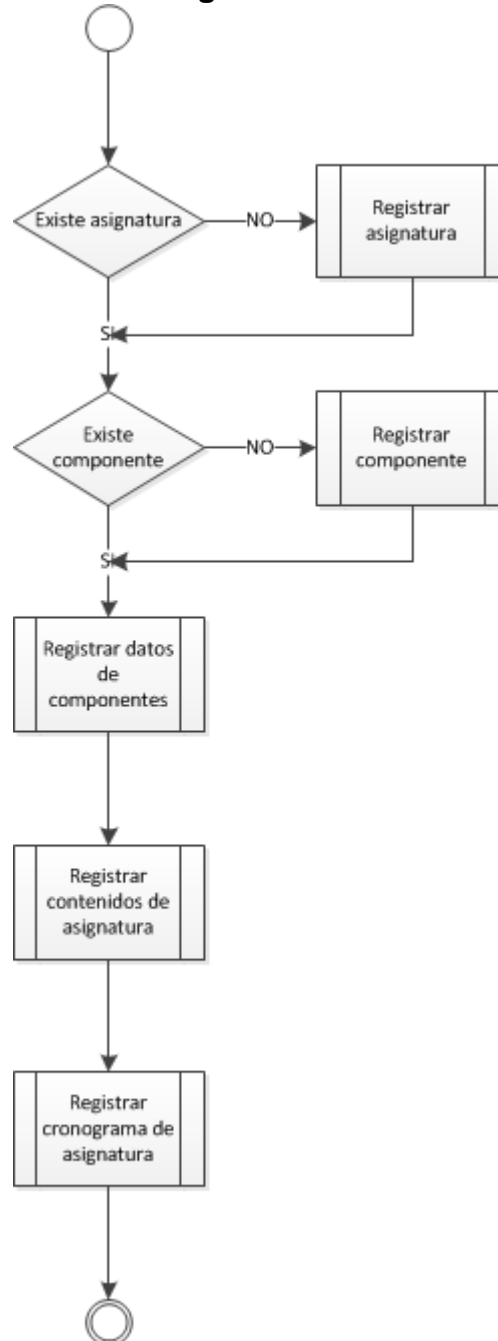 Existe asignatura
NO
Registrar
asignatura
SI
Existe
componente
NO
Registrar
componente
SI
Registrar datos
de
componentes
Registrar
contenidos de
asignatura
Registrar
cronograma de
asignatura